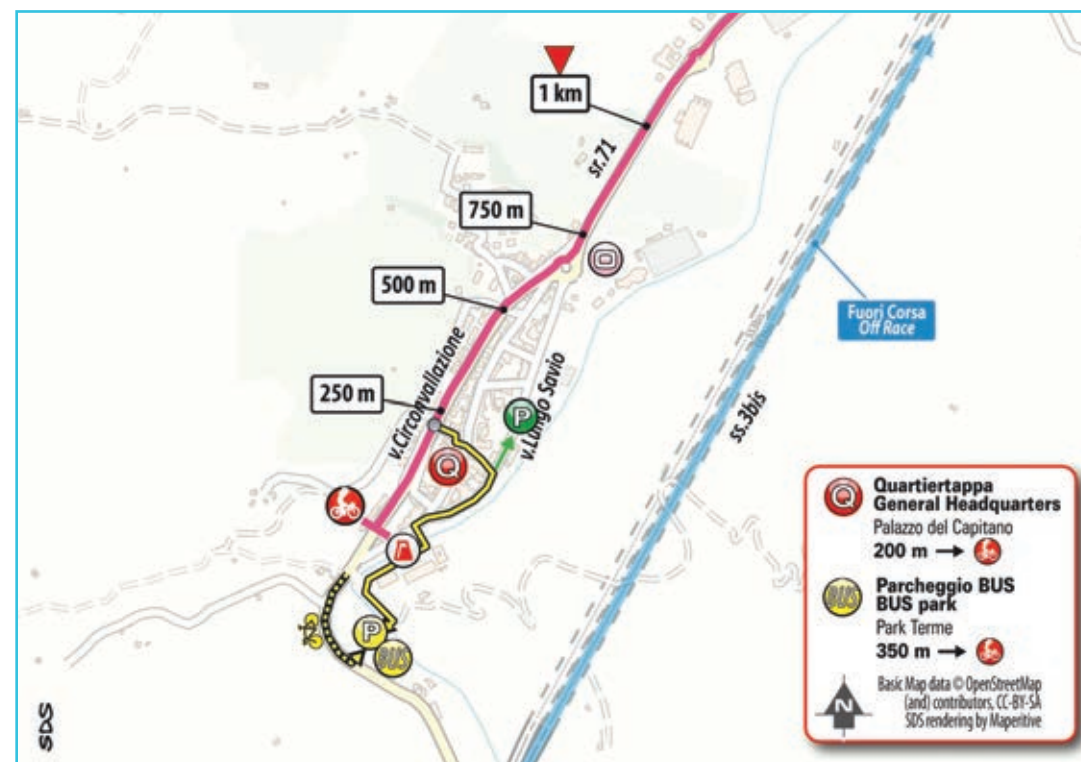 1 km
sr.71
750 m
500 m
Fuori Corsa
Off Race
250 m
v.Circonvallazione
v.Lungo Savio
ss.3bis
P
Q
P
BUS
SDS
Q
Quartiertappa
General Headquarters
Palazzo del Capitano
200 m
BUS
Parcheggio BUS
BUS park
Park Terme
350 m
N
Basic Map data © OpenStreetMap
(and) contributors, CC-BY-SA
SDS rendering by Maperitive